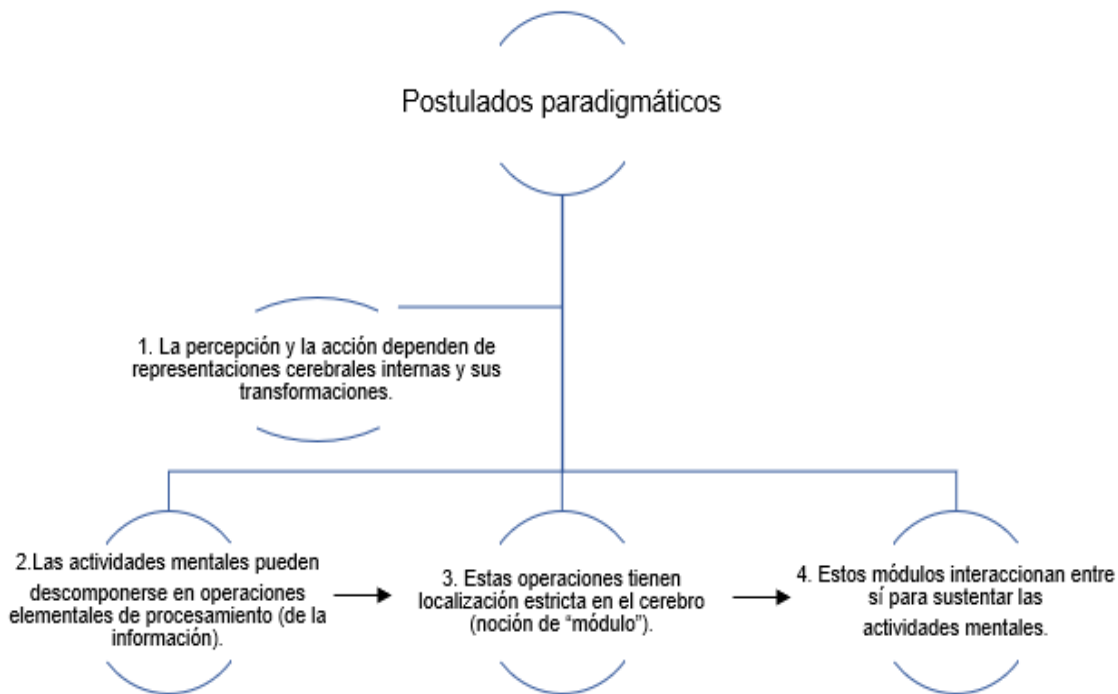 Postulados paradigmáticos
1. La percepción y la acción dependen de
representaciones cerebrales internas y sus
transformaciones.
2.Las actividades mentales pueden
descomponerse en operaciones
elementales de procesamiento (de la
información).
3. Estas operaciones tienen
localización estricta en el cerebro
(noción de “módulo”).
4. Estos módulos interaccionan entre
sí para sustentar las
actividades mentales.